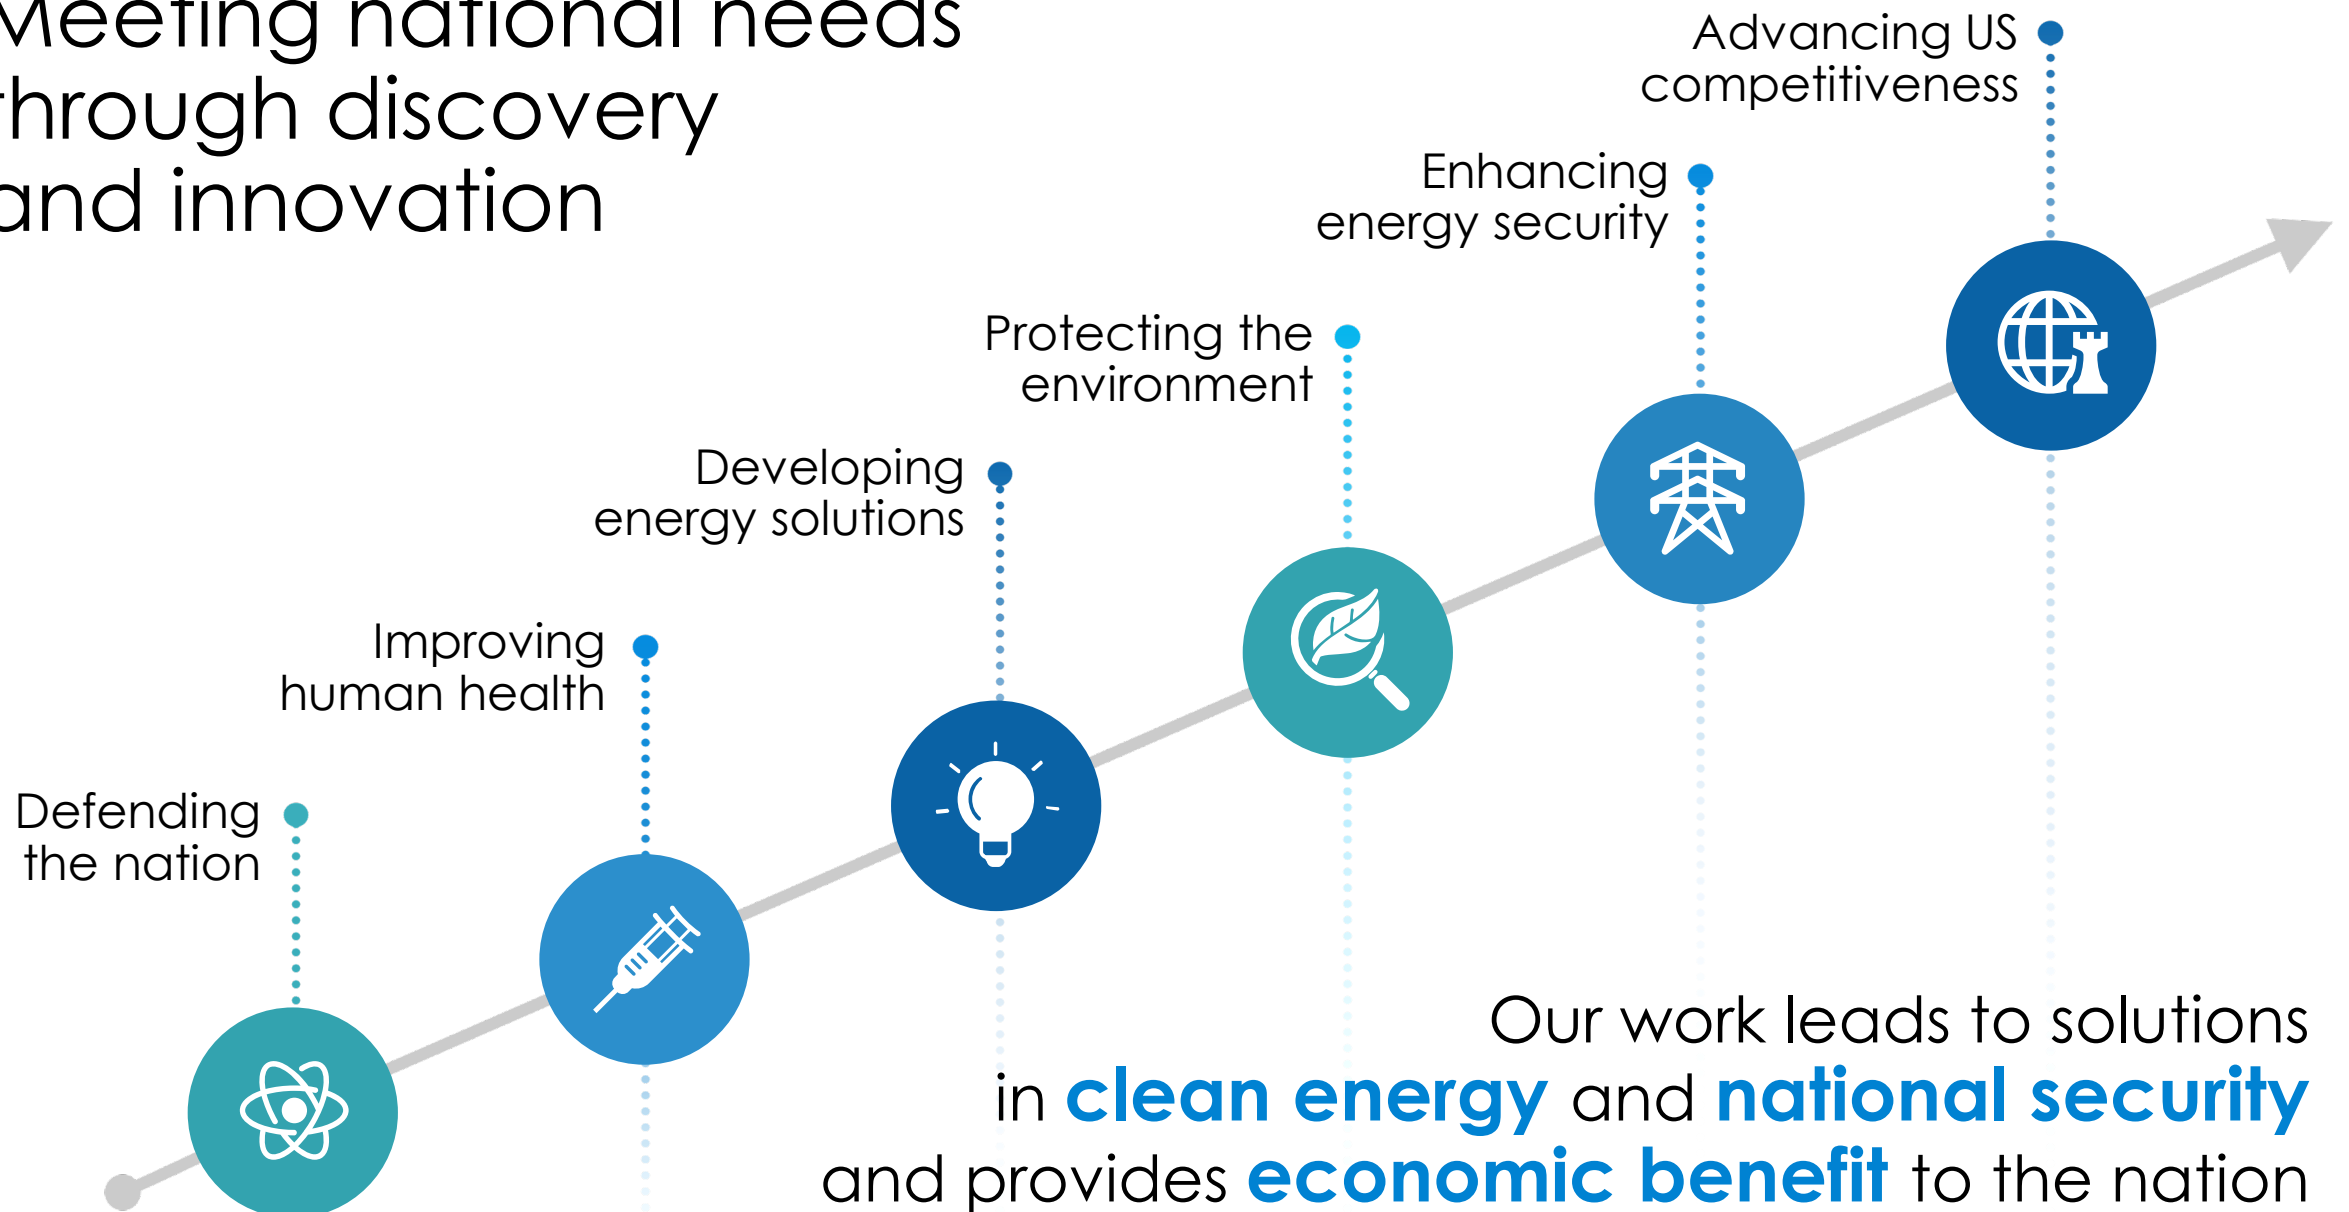 Meeting national needs
through discovery
and innovation
Advancing US
competitiveness
Enhancing
energy security
Protecting the
environment
Developing
energy solutions
Improving
human health
Defending
the nation
Our work leads to solutions
in clean energy and national security
and provides economic benefit to the nation